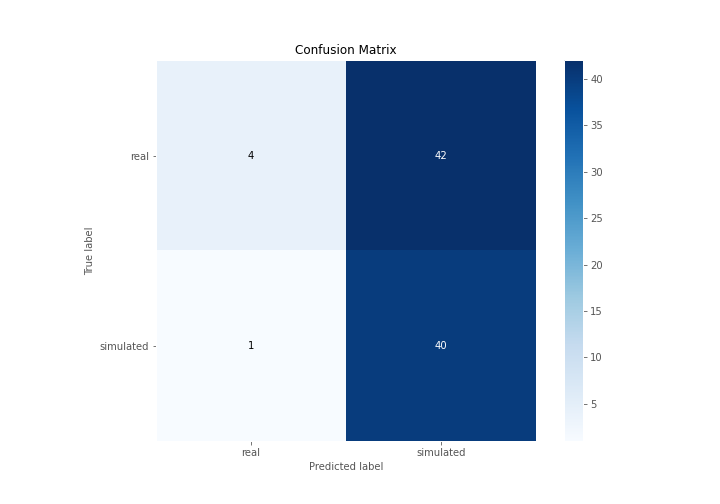 Confusion Matrix
True label
real
simulated
4
42
1
40
real
simulated
Predicted label
40
35
30
25
20
15
10
5